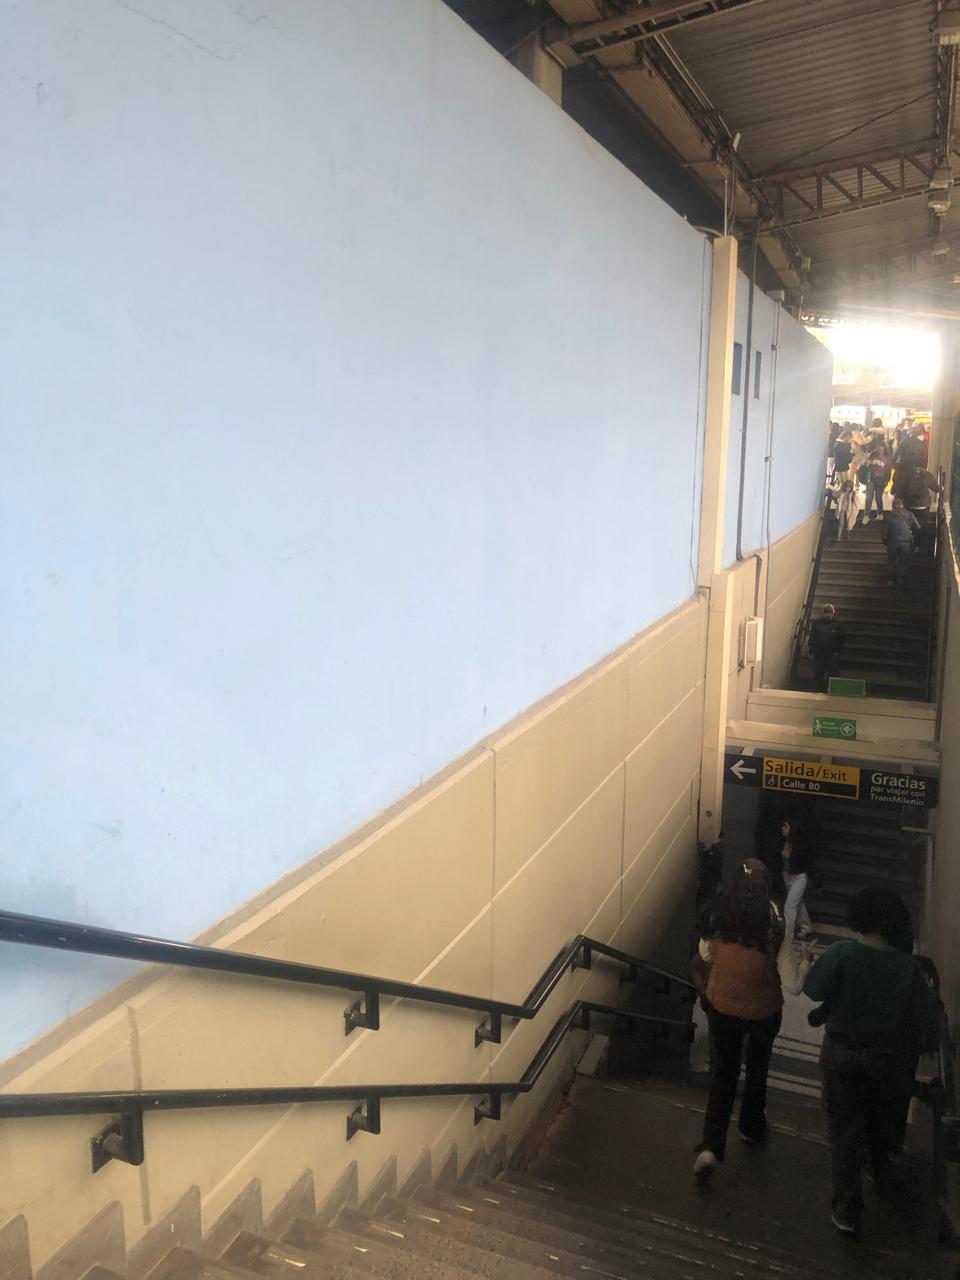 Salida/Exit
Calle 80
Gracias
por viajar con
TransMilenio